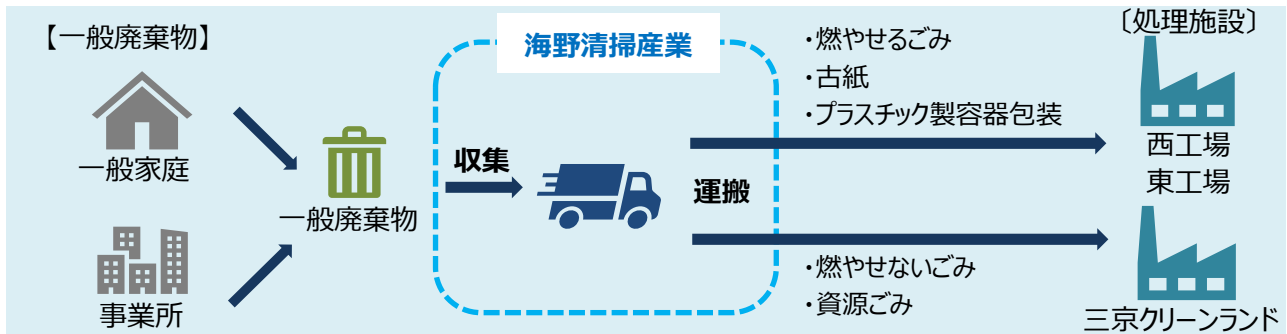 【一般廃棄物】
一般家庭
事業所
一般廃棄物
海野清掃産業
収集
運搬
・燃やせるごみ
・古紙
・プラスチック製容器包装
・燃やせないごみ
・資源ごみ
〔処理施設〕
西工場
東工場
三京クリーンランド